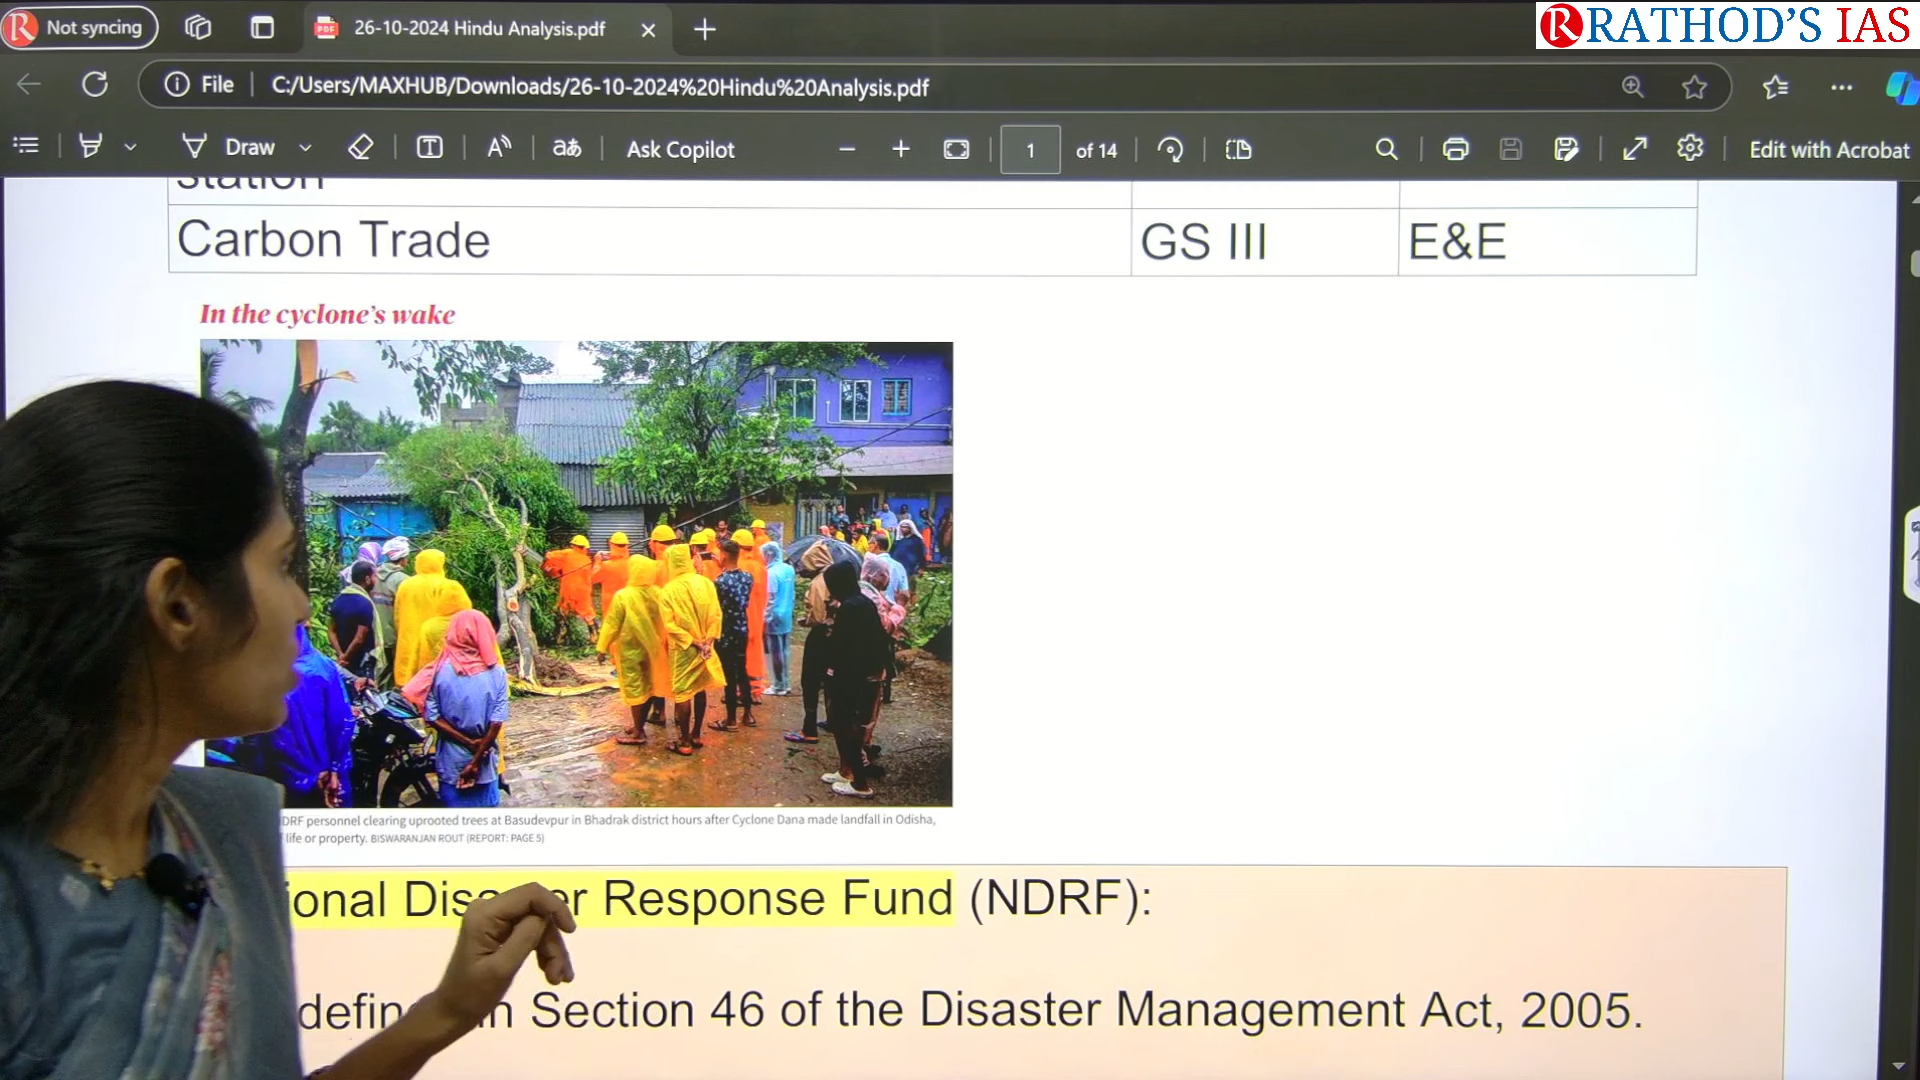 Not syncing
26-10-2024 Hindu Analysis.pdf
RATHOD'S IAS
File
C:/Users/MAXHUB/Downloads/26-10-2024%20Hindu%20Analysis.pdf
Draw
Ask Copilot
1 of 14
Edit with Acrobat
station
Carbon Trade GS III E&E
In the cyclone's wake
DRF personnel clearing uprooted trees at Basudevpur in Bhadrak district hours after Cyclone Dana made landfall in Odisha,
life or property. BISWARANJAN ROUT (REPORT: PAGE 5)
Response Fund (NDRF):
Section 46 of the Disaster Management Act, 2005.